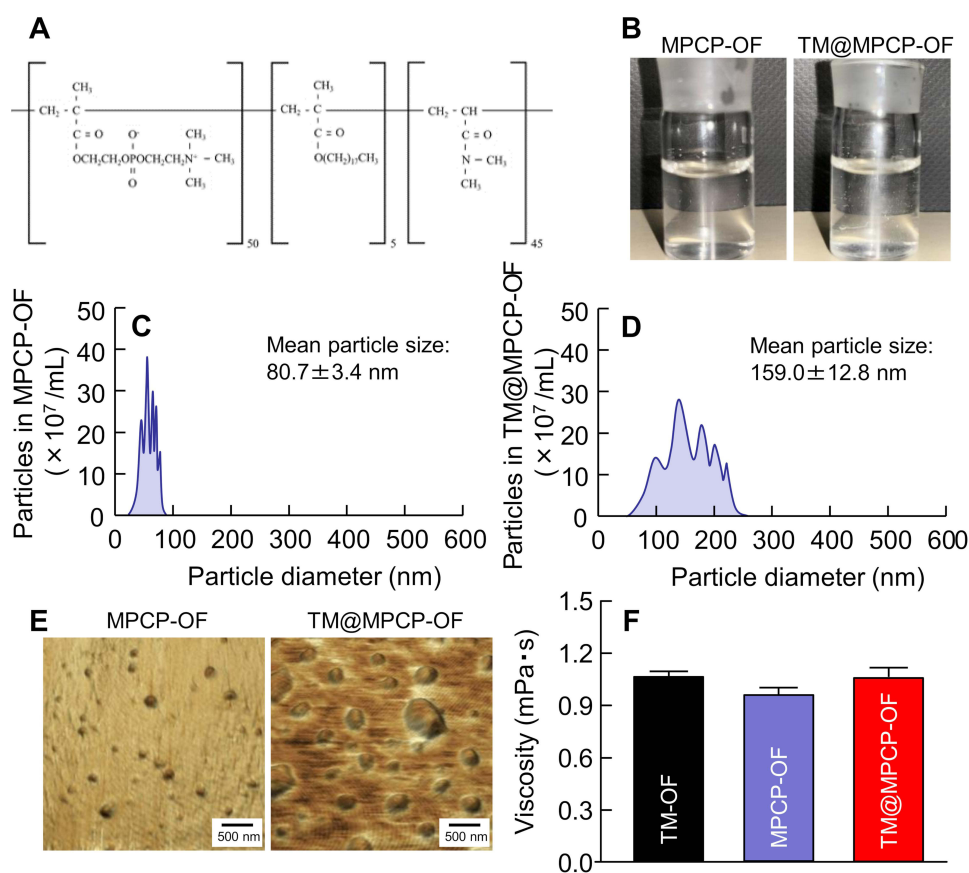 A
CH₃
CH₂ - C
C = O
O⁻
CH₃
OCH₂CH₂OPOCH₂CH₂N⁺ — CH₃
O
CH₃
50
CH₃
CH₂ - C
C = O
O(CH₂)₁₇CH₃
5
CH₂ - CH
C = O
N — CH₃
CH₃
45
B
MPCP-OF
TM@MPCP-OF
C
Particles in MPCP-OF
(×10⁷/mL)
50
40
30
20
10
0
Mean particle size:
80.7±3.4 nm
0 100 200 300 400 500 600
Particle diameter (nm)
D
Particles in TM@MPCP-OF
(×10⁷/mL)
50
40
30
20
10
0
Mean particle size:
159.0±12.8 nm
0 100 200 300 400 500 600
Particle diameter (nm)
E
MPCP-OF
TM@MPCP-OF
500 nm
500 nm
F
Viscosity (mPa·s)
1.5
1.2
0.9
0.6
0.3
0.0
TM-OF
MPCP-OF
TM@MPCP-OF